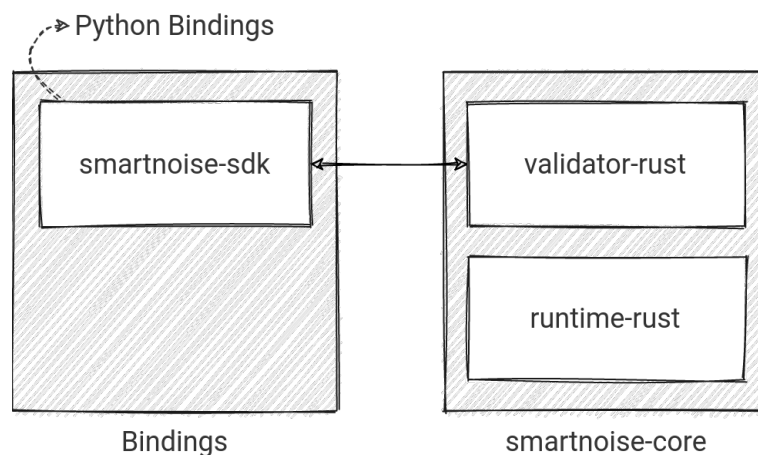 Python Bindings
smartnoise-sdk
validator-rust
runtime-rust
Bindings
smartnoise-core